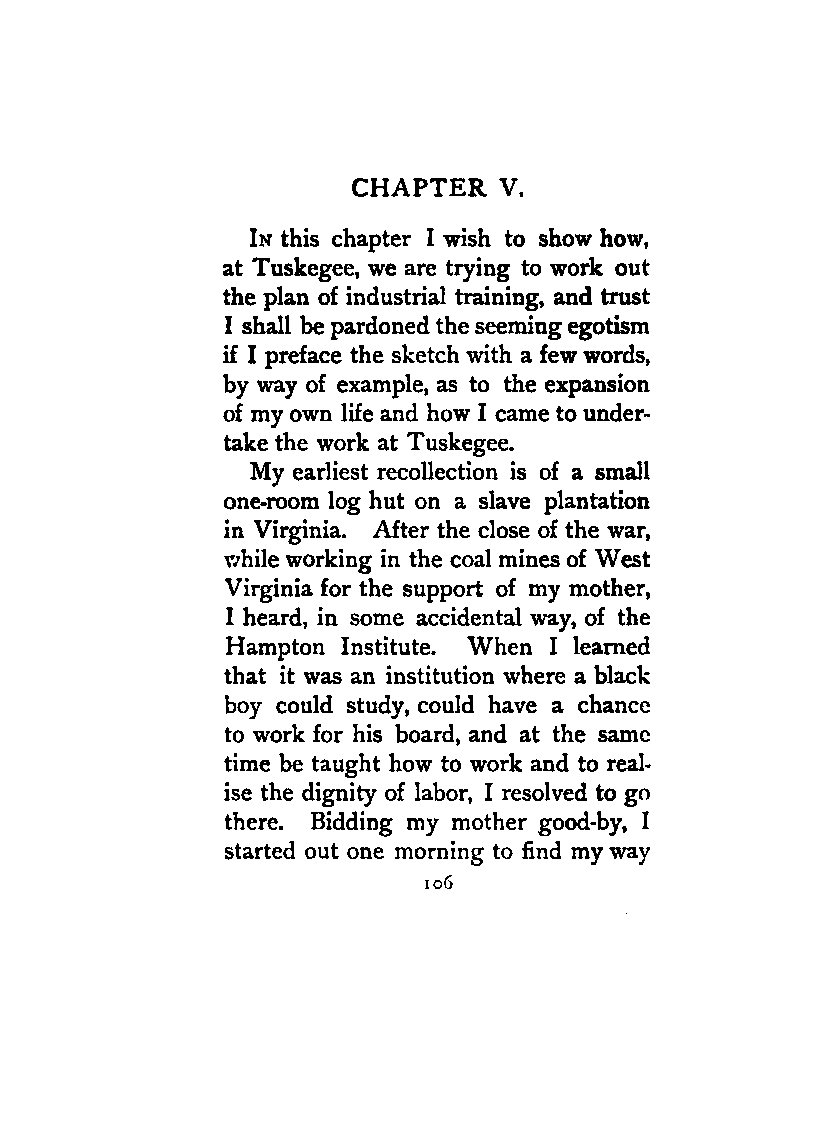 CHAPTER V.
IN this chapter I wish to show how,
at Tuskegee, we are trying to work out
the plan of industrial training, and trust
I shall be pardoned the seeming egotism
if I preface the sketch with a few words,
by way of example, as to the expansion
of my own life and how I came to under-
take the work at Tuskegee.
My earliest recollection is of a small
one-room log hut on a slave plantation
in Virginia. After the close of the war,
while working in the coal mines of West
Virginia for the support of my mother,
I heard, in some accidental way, of the
Hampton Institute. When I learned
that it was an institution where a black
boy could study, could have a chance
to work for his board, and at the same
time be taught how to work and to real-
ise the dignity of labor, I resolved to go
there. Bidding my mother good-by, I
started out one morning to find my way
106